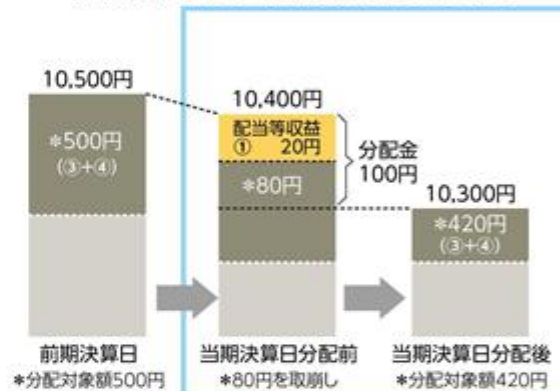 10,500円
*500円
(③+④)
10,400円
配当等収益
① 20円
*80円
分配金
100円
10,300円
*420円
(③+④)
前期決算日
*分配対象額500円
当期決算日分配前
*80円を取崩し
当期決算日分配後
*分配対象額420円